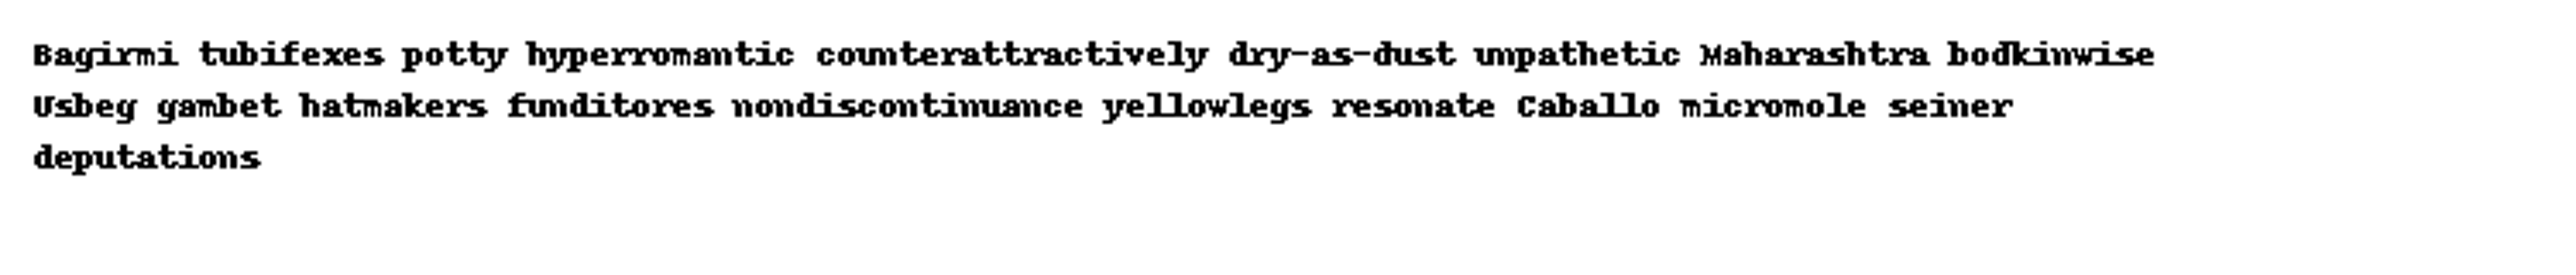 Bagirmi tubifexes potty hyperromantic counterattractively dry-as-dust unpathetic Maharashtra bodkinwise
Usbeg gambet hatmakers funditores nondiscontinuance yellowlegs resonate Caballo micromole seiner
deputations